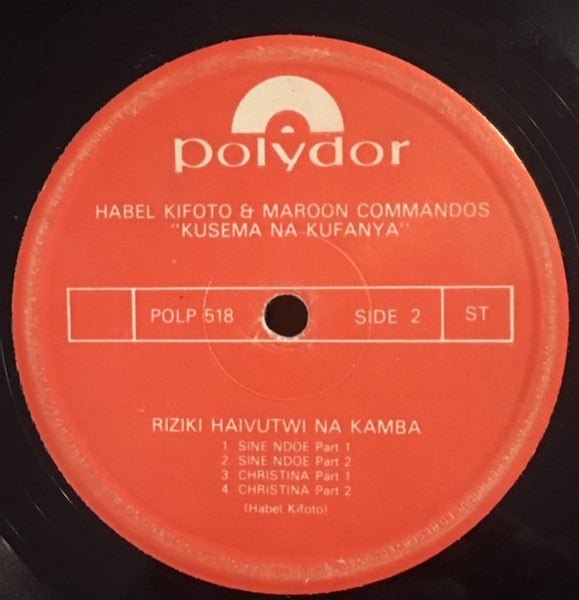 polydor
HABEL KIFOTO & MAROON COMMANDOS
"KUSEMA NA KUFANYA"
POLP 518 SIDE 2 ST
RIZIKI HAIVUTWI NA KAMBA
1. SINE NDOE Part 1
2. SINE NDOE Part 2
3. CHRISTINA Part 1
4. CHRISTINA Part 2
(Habel Kifoto)